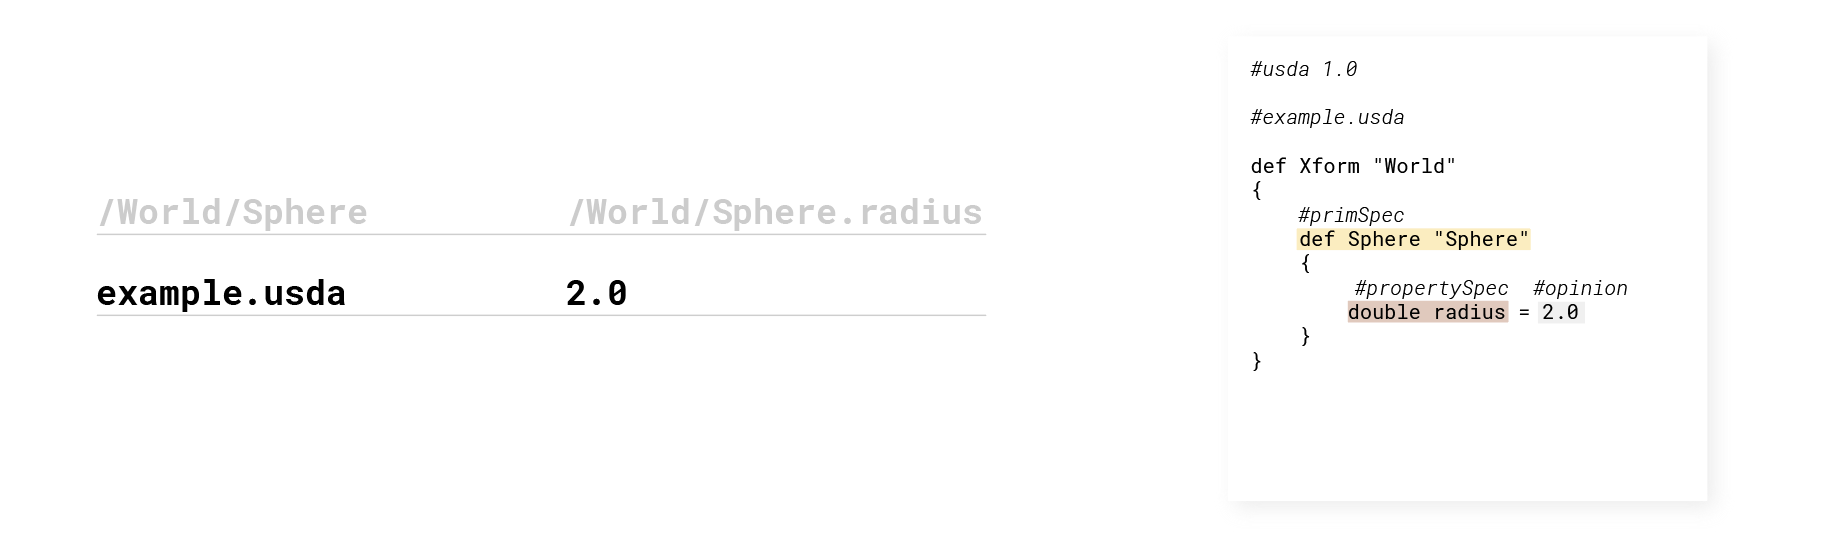 /World/Sphere /World/Sphere.radius
example.usda 2.0
#usda 1.0
#example.usda
def Xform "World"
{
#primSpec
def Sphere "Sphere"
{
#propertySpec #opinion
double radius = 2.0
}
}